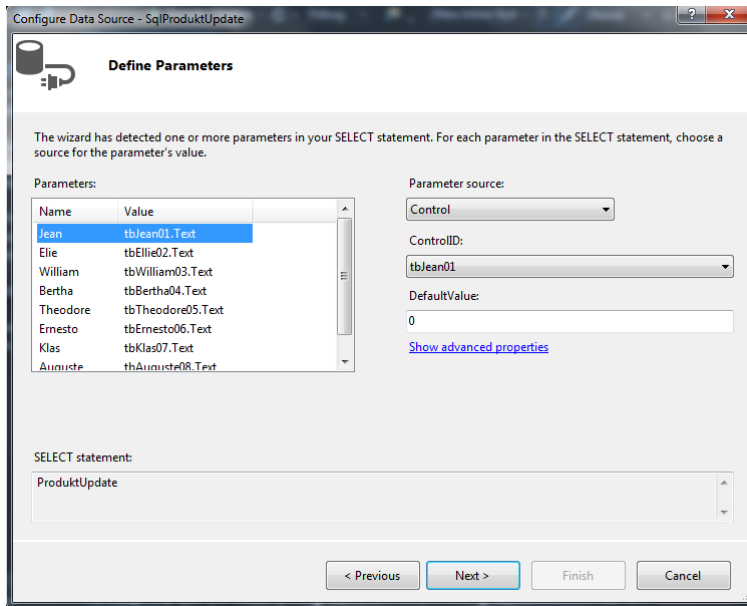 Configure Data Source - SqlProduktUpdate
Define Parameters
The wizard has detected one or more parameters in your SELECT statement. For each parameter in the SELECT statement, choose a
source for the parameter's value.
Parameters:
Name Value
Jean tbJean01.Text
Elie tbEllie02.Text
William tbWilliam03.Text
Bertha tbBertha04.Text
Theodore tbTheodore05.Text
Ernesto tbErnesto06.Text
Klas tbKlas07.Text
Auguste tbAuguste08.Text
Parameter source:
Control
ControlID:
tbJean01
DefaultValue:
0
Show advanced properties
SELECT statement:
ProduktUpdate
< Previous Next > Finish Cancel